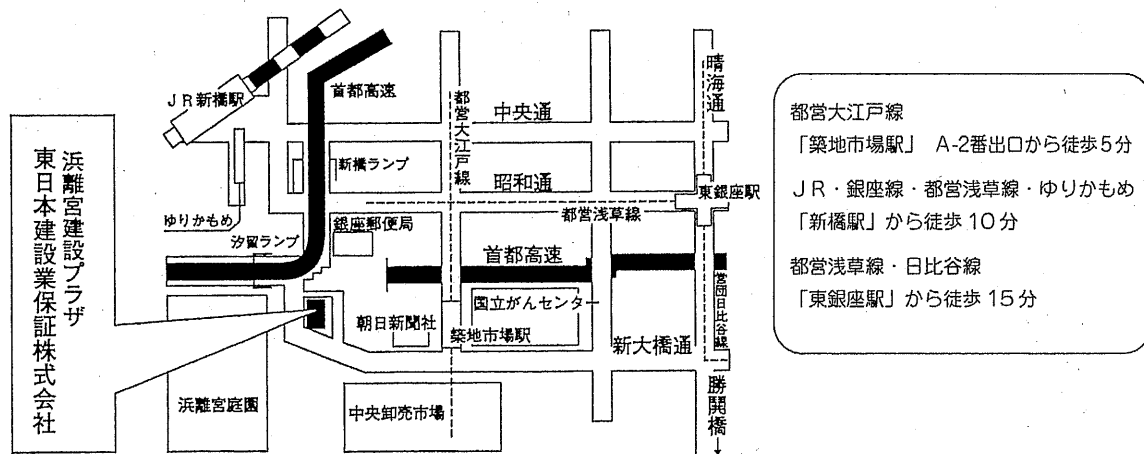 浜離宮建設プラザ
東日本建設業保証株式会社
JR新橋駅
首都高速
都営大江戸線
中央通
晴海通
新橋ランプ
昭和通
東銀座駅
ゆりかもめ
都営浅草線
銀座郵便局
汐留ランプ
首都高速
営団日比谷線
国立がんセンター
朝日新聞社
築地市場駅
新大橋通
浜離宮庭園
中央卸売市場
勝鬨橋
都営大江戸線
「築地市場駅」 A-2番出口から徒歩5分
JR・銀座線・都営浅草線・ゆりかもめ
「新橋駅」から徒歩10分
都営浅草線・日比谷線
「東銀座駅」から徒歩15分